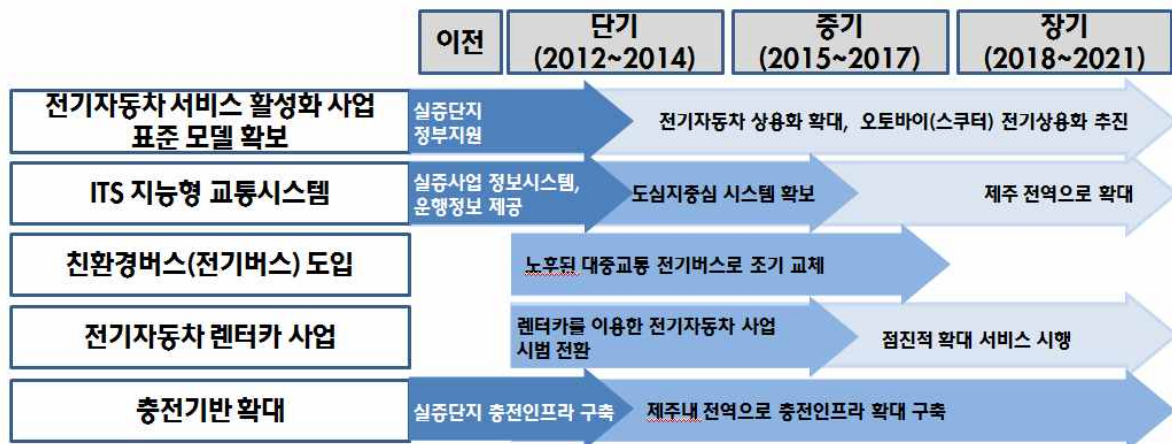 이전
단기
(2012~2014)
중기
(2015~2017)
장기
(2018~2021)
전기자동차 서비스 활성화 사업
표준 모델 확보
실증단지
정부지원
전기자동차 상용화 확대, 오토바이(스쿠터) 전기상용화 추진
ITS 지능형 교통시스템
실증사업 정보시스템,
운행정보 제공
도심지중심 시스템 확보
제주 전역으로 확대
친환경버스(전기버스) 도입
노후된 대중교통 전기버스로 조기 교체
전기자동차 렌터카 사업
렌터카를 이용한 전기자동차 사업
시범 전환
점진적 확대 서비스 시행
충전기반 확대
실증단지 충전인프라 구축
제주내 전역으로 충전인프라 확대 구축